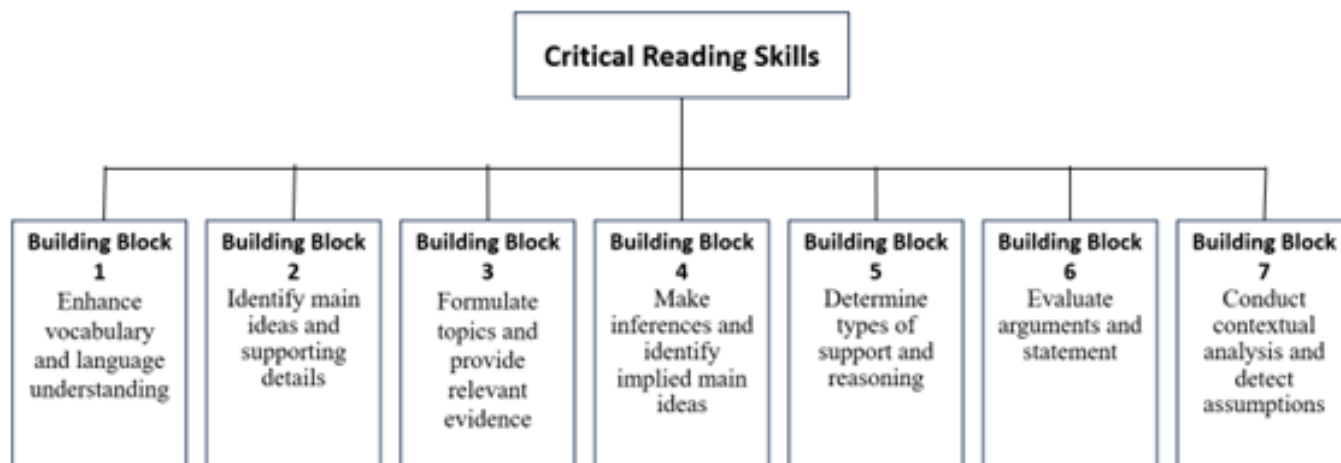 Critical Reading Skills
Building Block
1
Enhance
vocabulary
and language
understanding
Building Block
2
Identify main
ideas and
supporting
details
Building Block
3
Formulate
topics and
provide
relevant
evidence
Building Block
4
Make
inferences and
identify
implied main
ideas
Building Block
5
Determine
types of
support and
reasoning
Building Block
6
Evaluate
arguments and
statement
Building Block
7
Conduct
contextual
analysis and
detect
assumptions